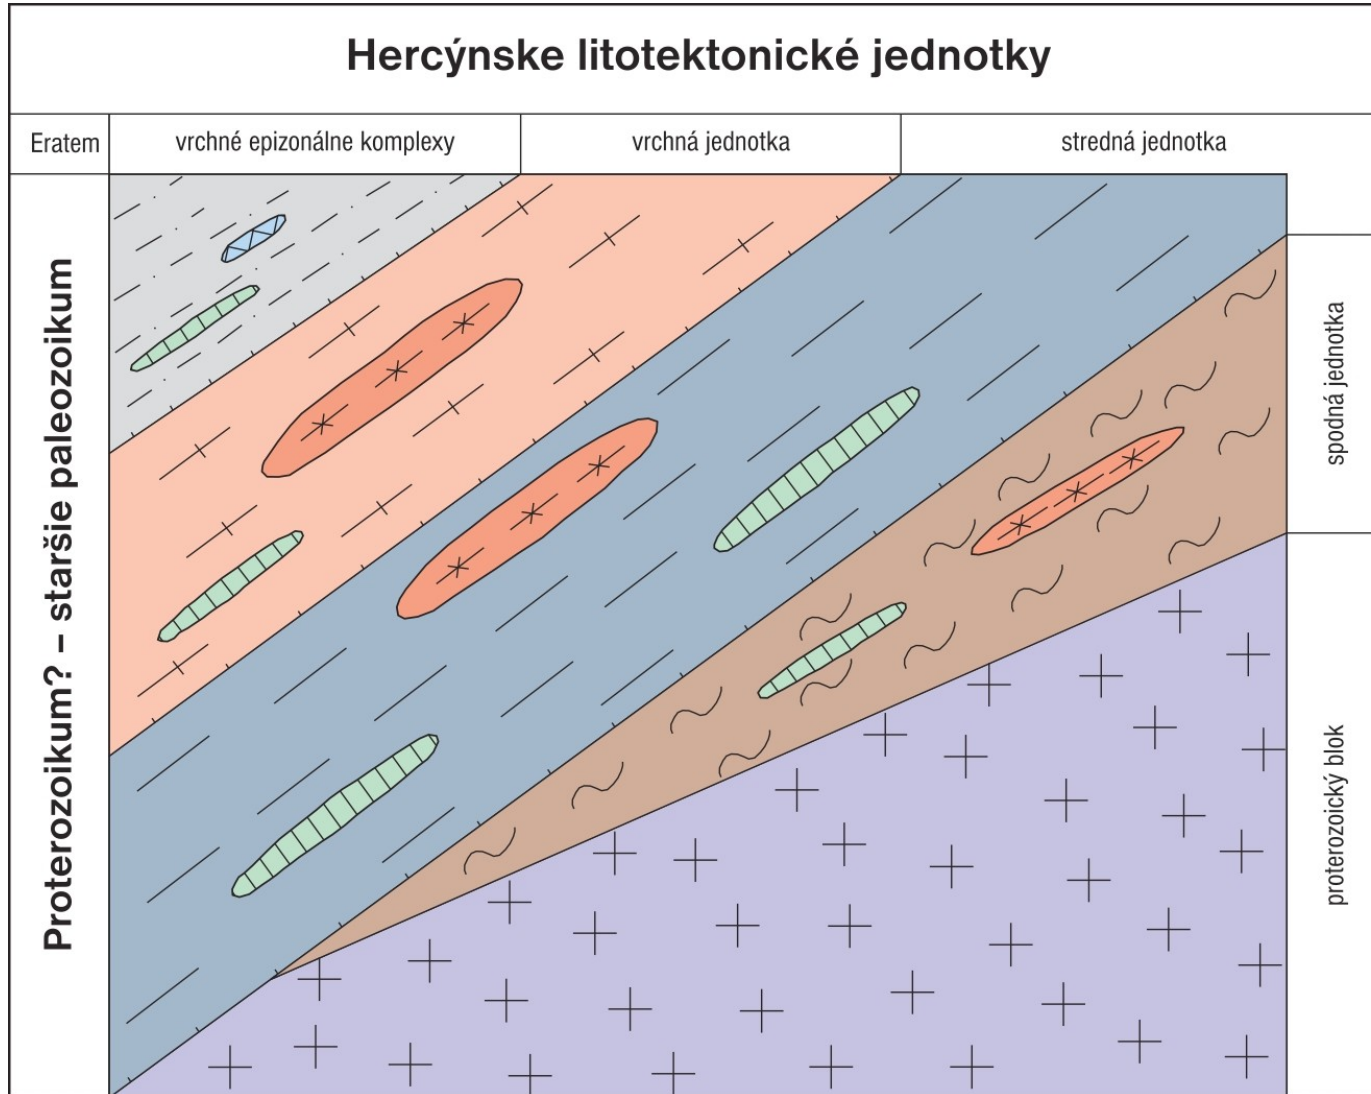 Hercýnske litotektonické jednotky
Eratem
vrchné epizonálne komplexy
vrchná jednotka
stredná jednotka
Proterozoikum? – staršie paleozoikum
spodná jednotka
proterozoický blok